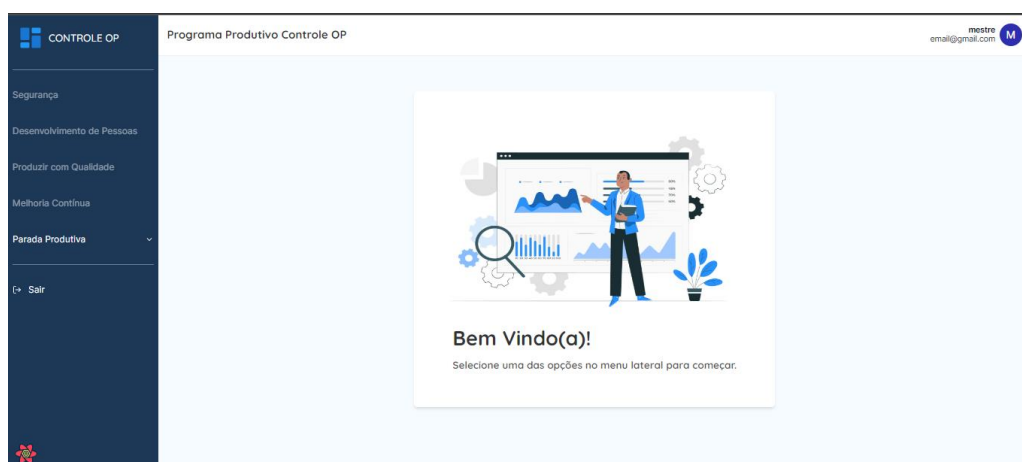 CONTROLE OP
Programa Produtivo Controle OP
mestre
email@gmail.com
M
Segurança
Desenvolvimento de Pessoas
Produzir com Qualidade
Melhoria Contínua
Parada Produtiva
Sair
Bem Vindo(a)!
Selecione uma das opções no menu lateral para começar.